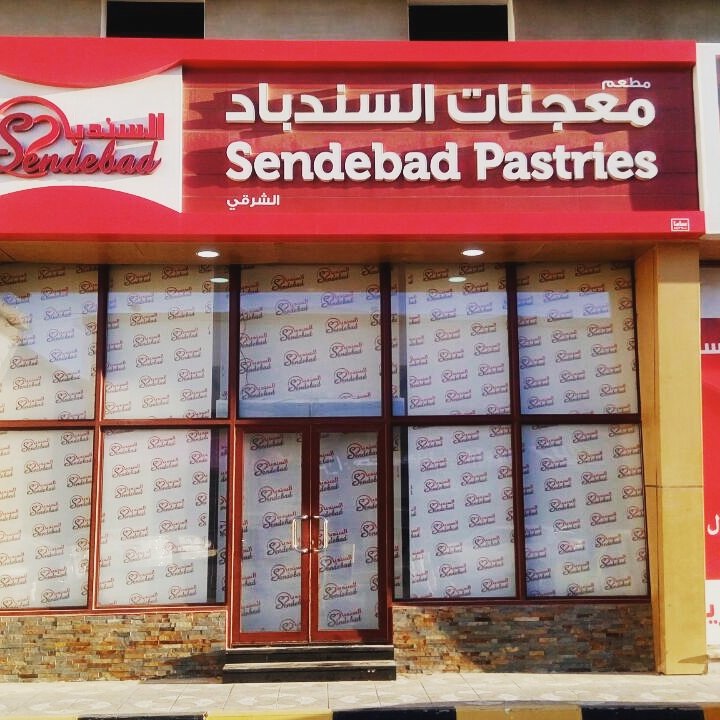 السندباد
Sendebad
مطعم
معجنات السندباد
Sendebad Pastries
الشرقي